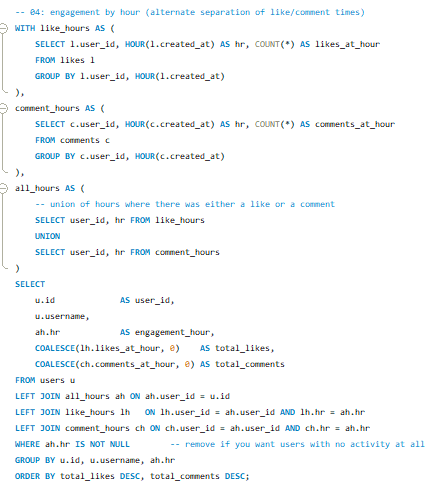 -- 04: engagement by hour (alternate separation of like/comment times)
WITH like_hours AS (
SELECT l.user_id, HOUR(l.created_at) AS hr, COUNT(*) AS likes_at_hour
FROM likes l
GROUP BY l.user_id, HOUR(l.created_at)
),
comment_hours AS (
SELECT c.user_id, HOUR(c.created_at) AS hr, COUNT(*) AS comments_at_hour
FROM comments c
GROUP BY c.user_id, HOUR(c.created_at)
),
all_hours AS (
-- union of hours where there was either a like or a comment
SELECT user_id, hr FROM like_hours
UNION
SELECT user_id, hr FROM comment_hours
)
SELECT
u.id AS user_id,
u.username,
ah.hr AS engagement_hour,
COALESCE(lh.likes_at_hour, 0) AS total_likes,
COALESCE(ch.comments_at_hour, 0) AS total_comments
FROM users u
LEFT JOIN all_hours ah ON ah.user_id = u.id
LEFT JOIN like_hours lh ON lh.user_id = ah.user_id AND lh.hr = ah.hr
LEFT JOIN comment_hours ch ON ch.user_id = ah.user_id AND ch.hr = ah.hr
WHERE ah.hr IS NOT NULL -- remove if you want users with no activity at all
GROUP BY u.id, u.username, ah.hr
ORDER BY total_likes DESC, total_comments DESC;